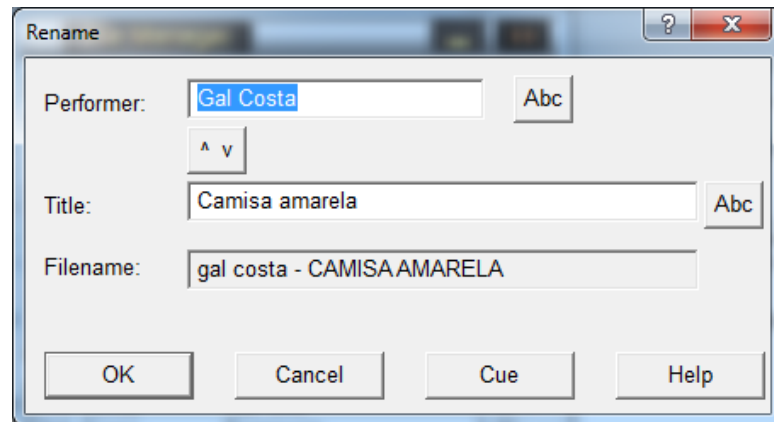 Rename
Performer: Gal Costa Abc
^ v
Title: Camisa amarela Abc
Filename: gal costa - CAMISA AMARELA
OK Cancel Cue Help